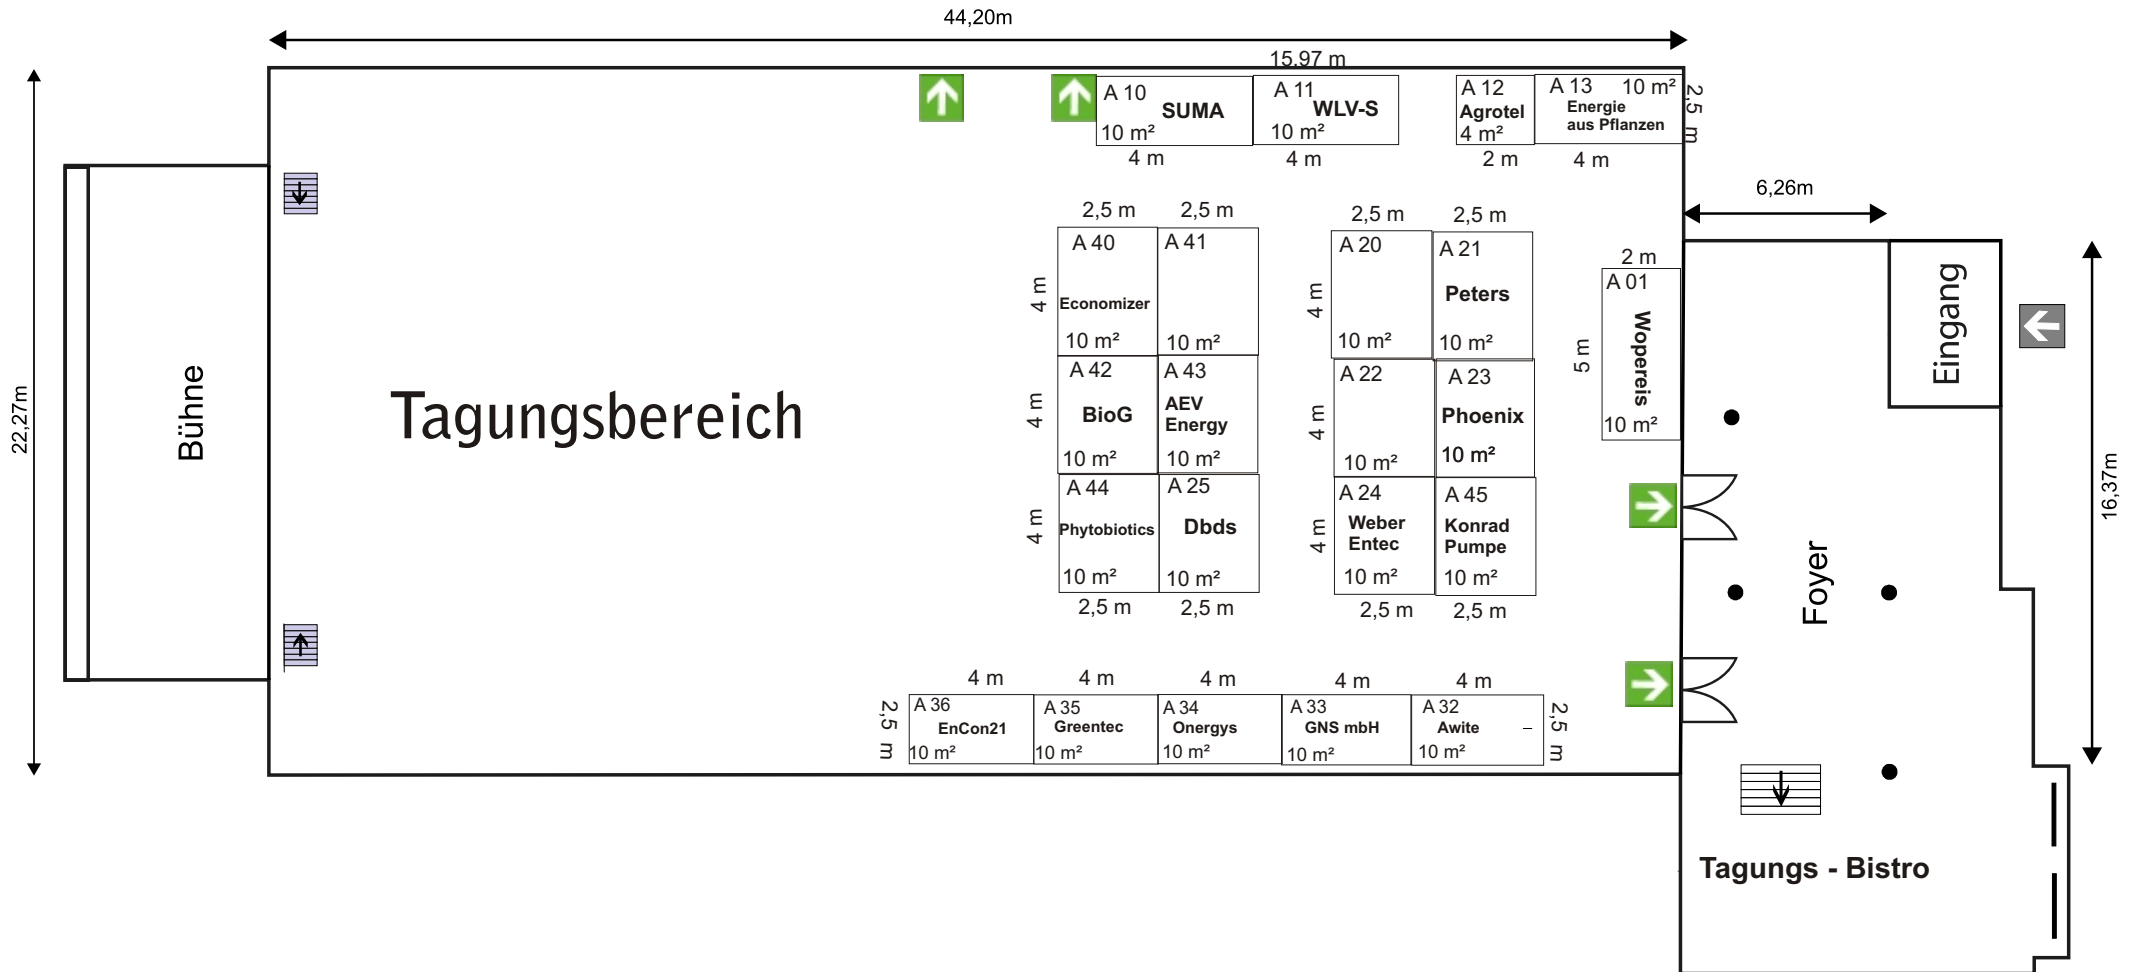 44,20m
15,97 m
A 10
SUMA
10 m²
4 m
A 11
WLV-S
10 m²
4 m
A 12
Agrotel
4 m²
2 m
A 13
10 m²
Energie
aus Pflanzen
4 m
2,5 m
6,26m
22,27m
Bühne
Tagungsbereich
2,5 m
2,5 m
4 m
A 40
Economizer
10 m²
A 41
10 m²
4 m
A 42
BioG
10 m²
A 43
AEV
Energy
10 m²
4 m
A 44
Phytobiotics
10 m²
A 25
Dbds
10 m²
2,5 m
2,5 m
2,5 m
2,5 m
4 m
A 20
10 m²
A 21
Peters
10 m²
4 m
A 22
10 m²
A 23
Phoenix
10 m²
4 m
A 24
Weber
Entec
10 m²
A 45
Konrad
Pumpe
10 m²
2,5 m
2,5 m
2 m
A 01
5 m
Wopereis
10 m²
Eingang
16,37m
Foyer
4 m
4 m
4 m
4 m
4 m
2,5 m
A 36
EnCon21
10 m²
A 35
Greentec
10 m²
A 34
Onergys
10 m²
A 33
GNS mbH
10 m²
A 32
Awite –
10 m²
2,5 m
Tagungs - Bistro